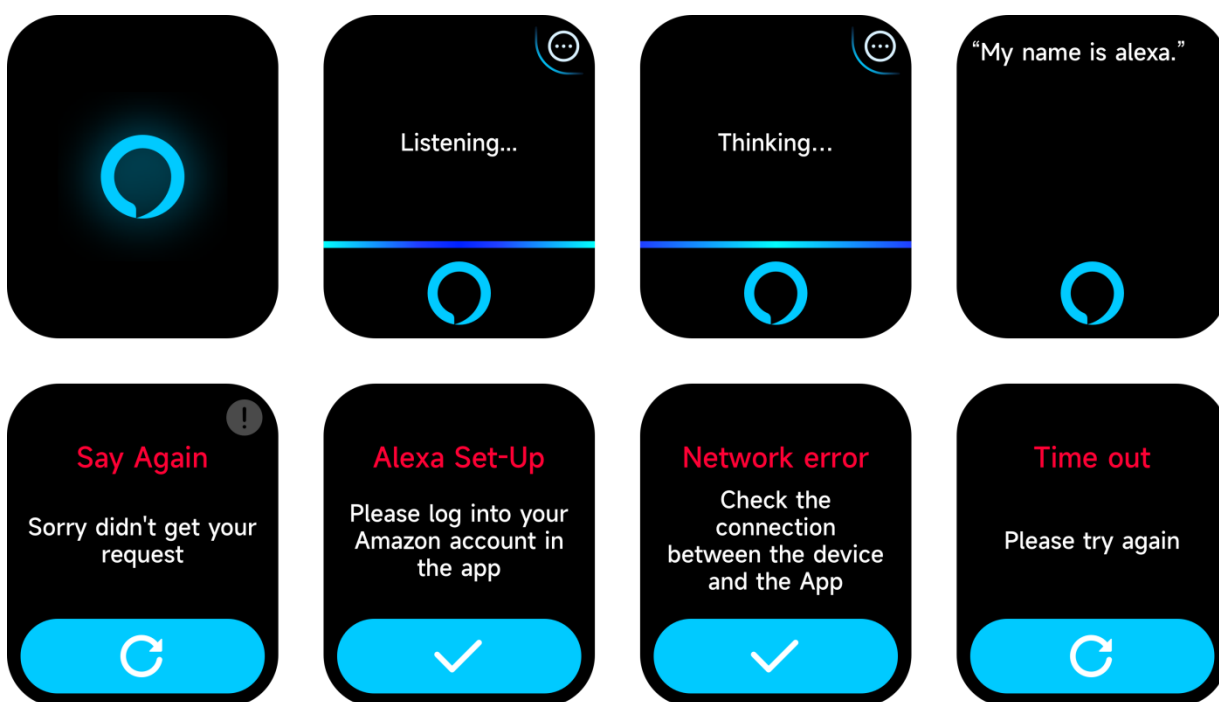 Listening...
Thinking...
“My name is alexa.”
Say Again
Sorry didn't get your
request
Alexa Set-Up
Please log into your
Amazon account in
the app
Network error
Check the
connection
between the device
and the App
Time out
Please try again